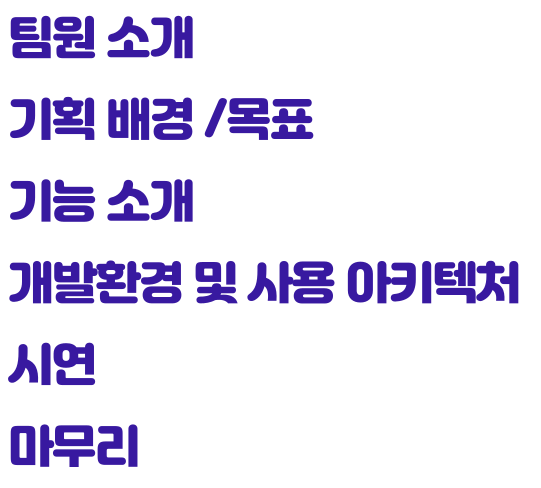 팀원 소개
기획 배경 /목표
기능 소개
개발환경 및 사용 아키텍처
시연
마무리